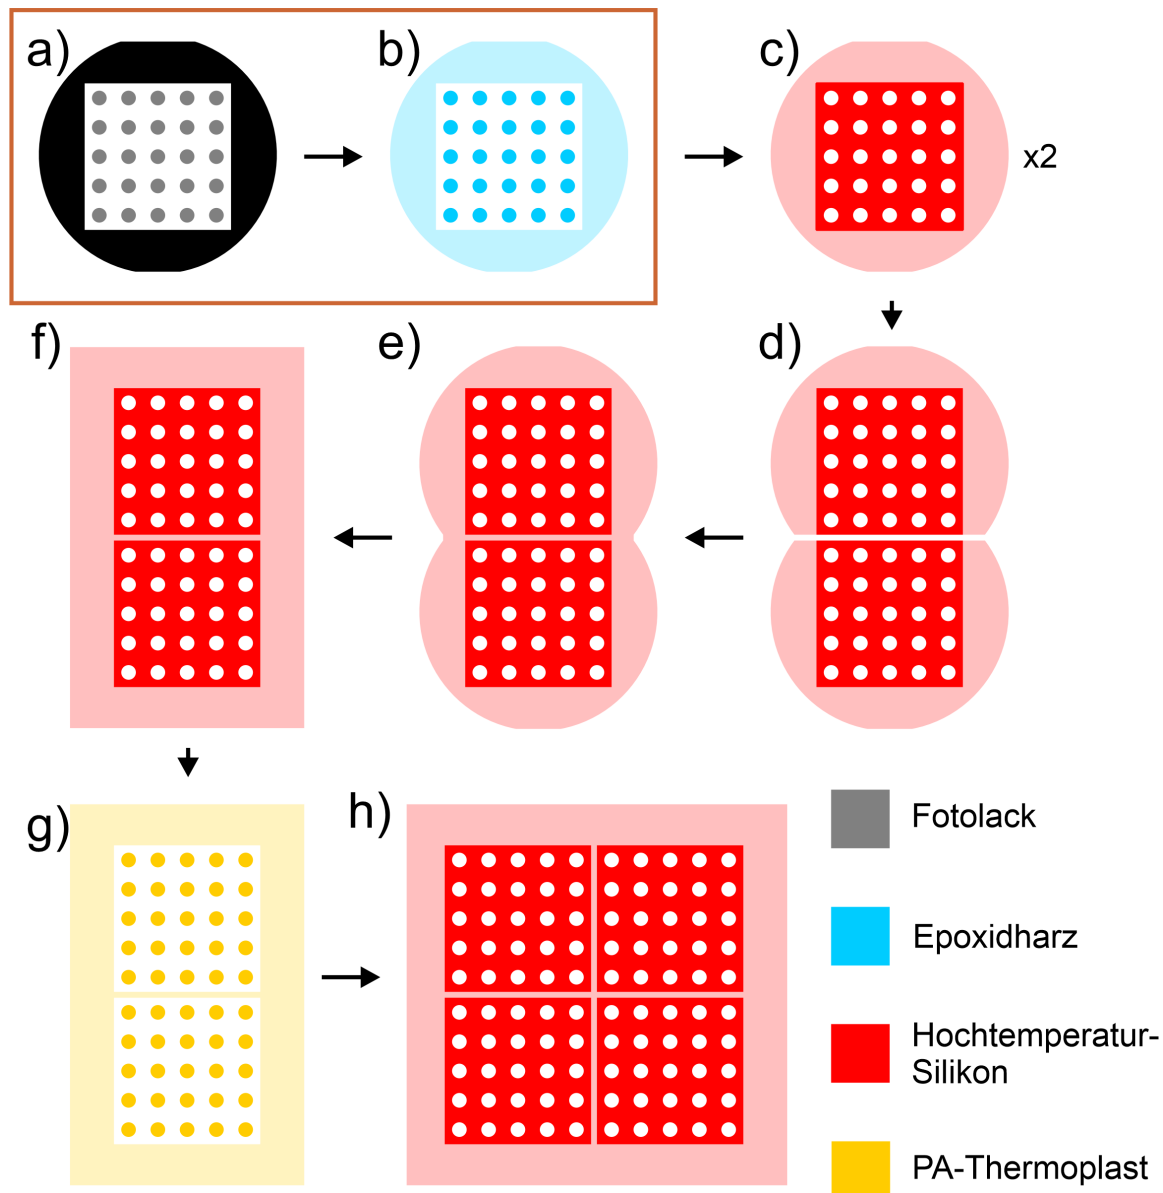 a)
b)
c)
x2
f)
e)
d)
g)
h)
Fotolack
Epoxidharz
Hochtemperatur-
Silikon
PA-Thermoplast